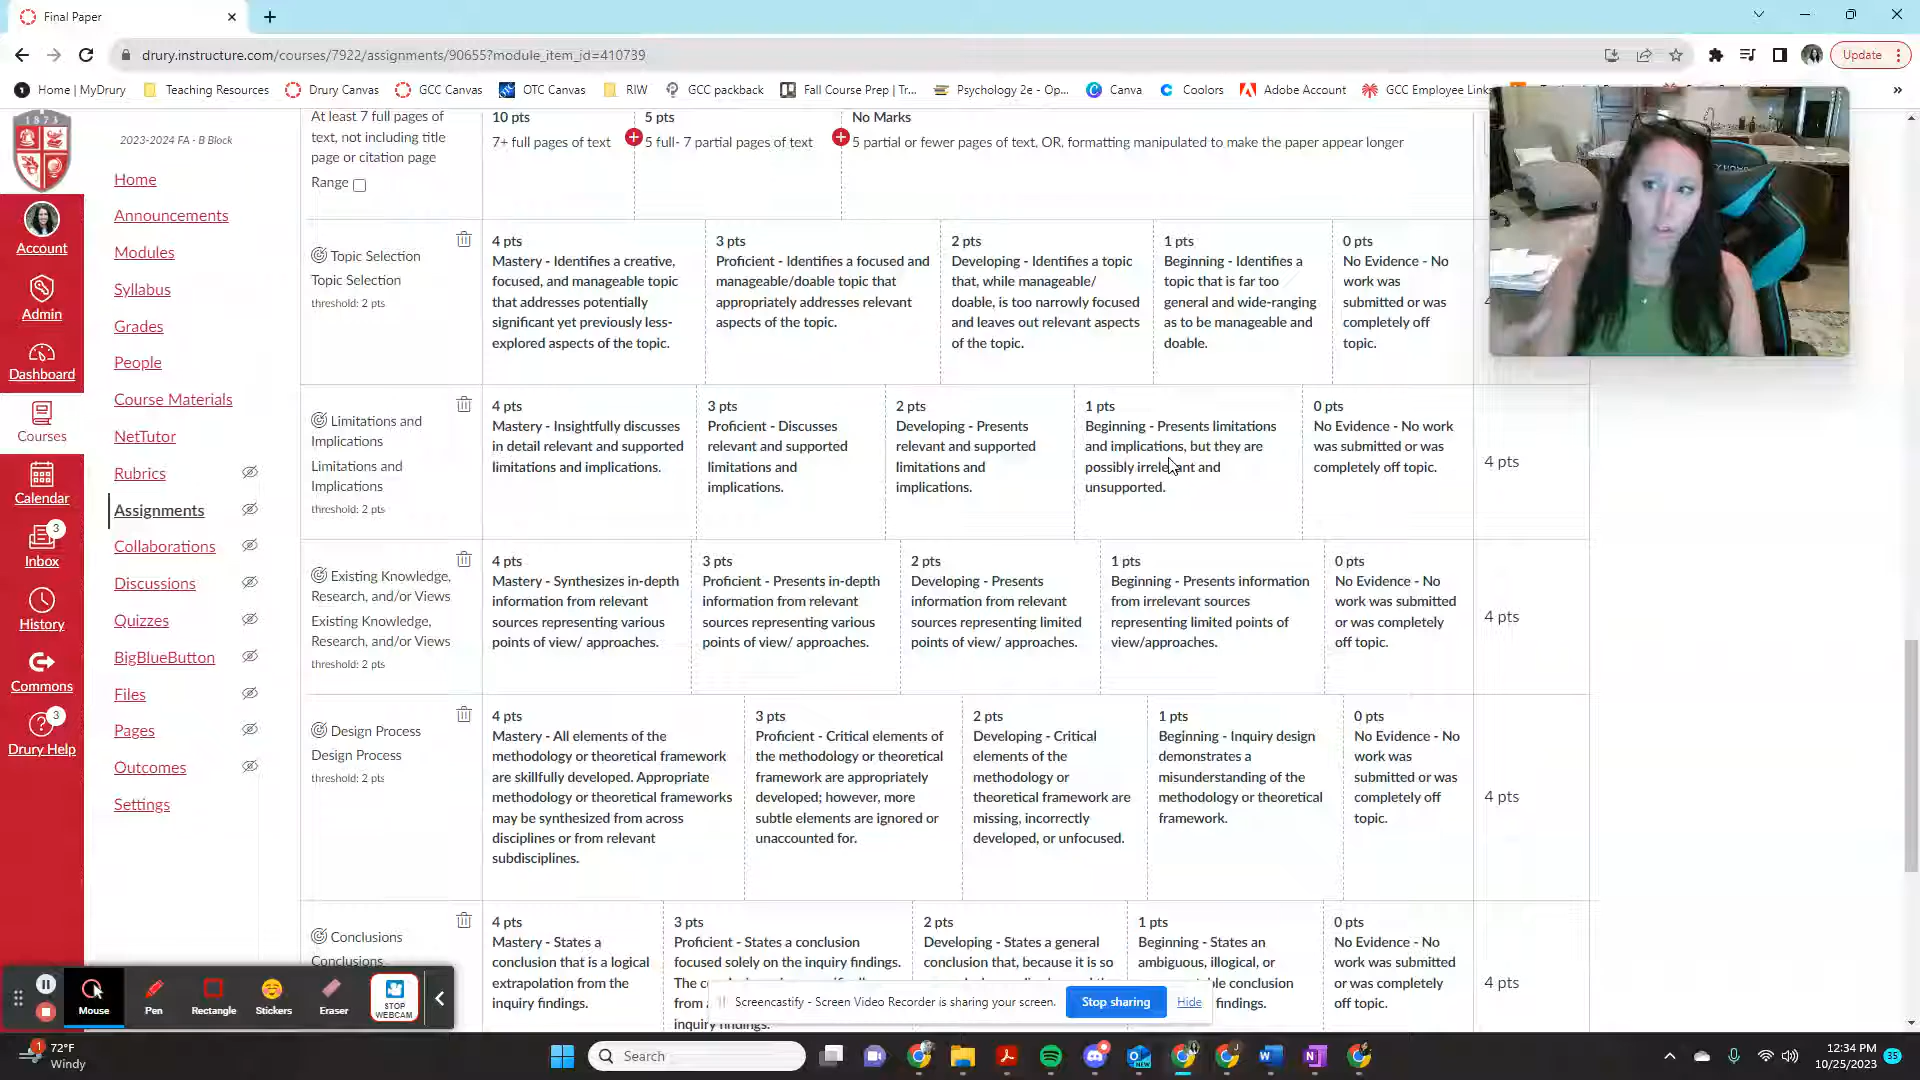 Final Paper
drury.instructure.com/courses/7922/assignments/90655?module_item_id=410739
Update
Home | MyDrury
Teaching Resources
Drury Canvas
GCC Canvas
OTC Canvas
RIW
GCC packback
Fall Course Prep | Tr...
Psychology 2e - Op...
Canva
Coolors
Adobe Account
GCC Employee Links
1873
Account
Admin
Dashboard
Courses
Calendar
3
Inbox
History
Commons
3
Drury Help
2023-2024 FA - B Block
Home
Announcements
Modules
Syllabus
Grades
People
Course Materials
NetTutor
Rubrics
Assignments
Collaborations
Discussions
Quizzes
BigBlueButton
Files
Pages
Outcomes
Settings
At least 7 full pages of
text, not including title
page or citation page
Range
10 pts
7+ full pages of text
5 pts
5 full- 7 partial pages of text
No Marks
5 partial or fewer pages of text, OR, formatting manipulated to make the paper appear longer
Topic Selection
Topic Selection
threshold: 2 pts
4 pts
Mastery - Identifies a creative,
focused, and manageable topic
that addresses potentially
significant yet previously less-
explored aspects of the topic.
3 pts
Proficient - Identifies a focused and
manageable/doable topic that
appropriately addresses relevant
aspects of the topic.
2 pts
Developing - Identifies a topic
that, while manageable/
doable, is too narrowly focused
and leaves out relevant aspects
of the topic.
1 pts
Beginning - Identifies a
topic that is far too
general and wide-ranging
as to be manageable and
doable.
0 pts
No Evidence - No
work was
submitted or was
completely off
topic.
Limitations and
Implications
Limitations and
Implications
threshold: 2 pts
4 pts
Mastery - Insightfully discusses
in detail relevant and supported
limitations and implications.
3 pts
Proficient - Discusses
relevant and supported
limitations and
implications.
2 pts
Developing - Presents
relevant and supported
limitations and
implications.
1 pts
Beginning - Presents limitations
and implications, but they are
possibly irrelevant and
unsupported.
0 pts
No Evidence - No work
was submitted or was
completely off topic.
4 pts
Existing Knowledge,
Research, and/or Views
Existing Knowledge,
Research, and/or Views
threshold: 2 pts
4 pts
Mastery - Synthesizes in-depth
information from relevant
sources representing various
points of view/ approaches.
3 pts
Proficient - Presents in-depth
information from relevant
sources representing various
points of view/ approaches.
2 pts
Developing - Presents
information from relevant
sources representing limited
points of view/ approaches.
1 pts
Beginning - Presents information
from irrelevant sources
representing limited points of
view/approaches.
0 pts
No Evidence - No
work was submitted
or was completely
off topic.
4 pts
Design Process
Design Process
threshold: 2 pts
4 pts
Mastery - All elements of the
methodology or theoretical framework
are skillfully developed. Appropriate
methodology or theoretical frameworks
may be synthesized from across
disciplines or from relevant
subdisciplines.
3 pts
Proficient - Critical elements of
the methodology or theoretical
framework are appropriately
developed; however, more
subtle elements are ignored or
unaccounted for.
2 pts
Developing - Critical
elements of the
methodology or
theoretical framework are
missing, incorrectly
developed, or unfocused.
1 pts
Beginning - Inquiry design
demonstrates a
misunderstanding of the
methodology or theoretical
framework.
0 pts
No Evidence - No
work was
submitted or was
completely off
topic.
4 pts
Conclusions
Conclusions
4 pts
Mastery - States a
conclusion that is a logical
extrapolation from the
inquiry findings.
3 pts
Proficient - States a conclusion
focused solely on the inquiry findings.
The
from a
inquiry findings.
2 pts
Developing - States a general
conclusion that, because it is so
1 pts
Beginning - States an
ambiguous, illogical, or
conclusion
findings.
0 pts
No Evidence - No
work was submitted
or was completely
off topic.
4 pts
Mouse
Pen
Rectangle
Stickers
Eraser
STOP
WEBCAM
Screencastify - Screen Video Recorder is sharing your screen.
Stop sharing
Hide
1
72°F
Windy
Search
NEW
12:34 PM
10/25/2023
35